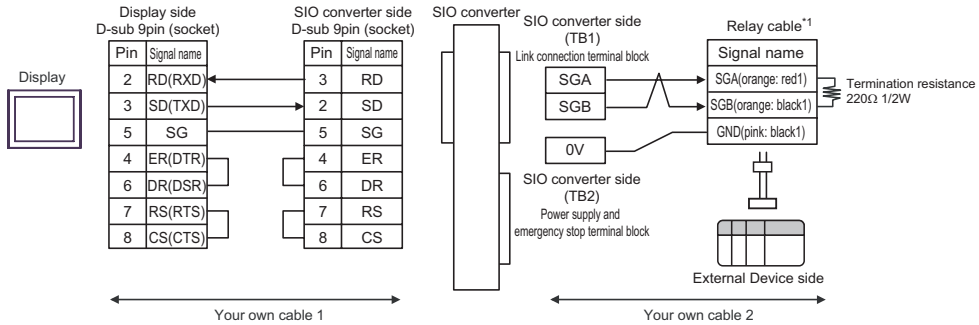 Display side
D-sub 9pin (socket)
SIO converter side
D-sub 9pin (socket)
SIO converter
SIO converter side
(TB1)
Link connection terminal block
Relay cable*1
Display
Pin Signal name
2 RD(RXD)
3 SD(TXD)
5 SG
4 ER(DTR)
6 DR(DSR)
7 RS(RTS)
8 CS(CTS)
Pin Signal name
3 RD
2 SD
5 SG
4 ER
6 DR
7 RS
8 CS
SGA
SGB
0V
SIO converter side
(TB2)
Power supply and
emergency stop terminal block
Signal name
SGA(orange: red1)
SGB(orange: black1)
GND(pink: black1)
Termination resistance
220Ω 1/2W
External Device side
Your own cable 1
Your own cable 2